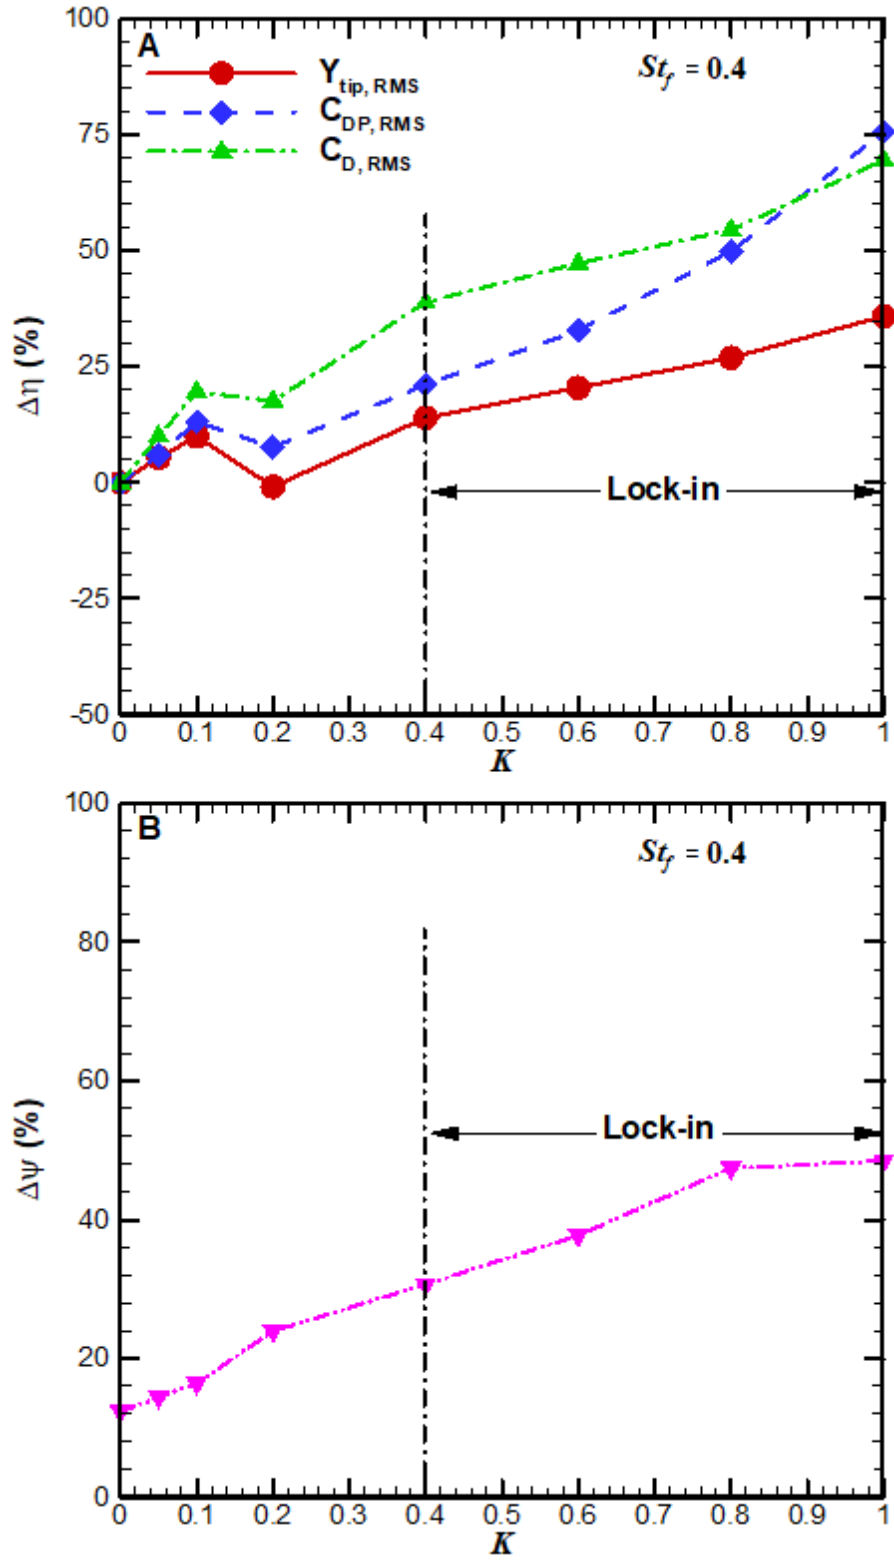 100
A
St_f = 0.4
Y_tip, RMS
C_DP, RMS
C_D, RMS
75
50
25
0
-25
-50
Δη (%)
Lock-in
0 0.1 0.2 0.3 0.4 0.5 0.6 0.7 0.8 0.9 1
K
100
B
St_f = 0.4
80
60
40
20
0
Δψ (%)
Lock-in
0 0.1 0.2 0.3 0.4 0.5 0.6 0.7 0.8 0.9 1
K